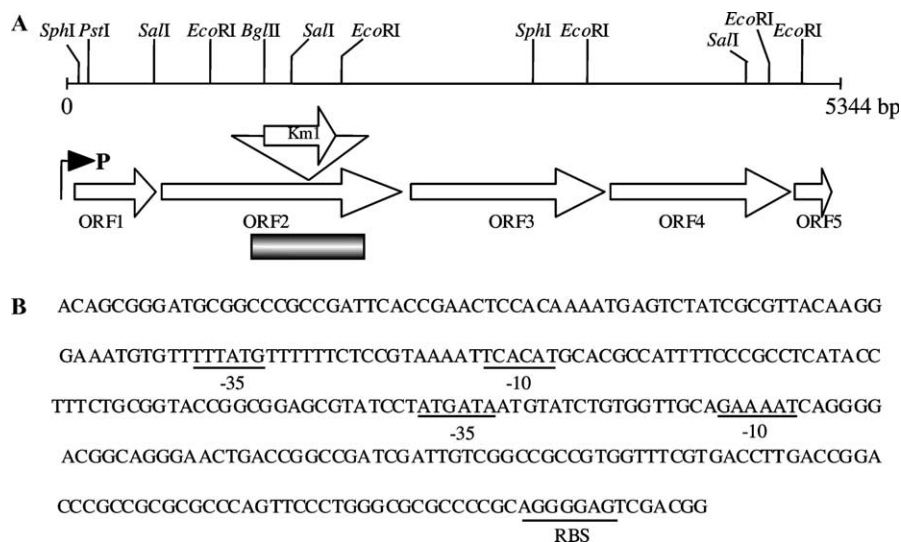 A
SphI PstI SalI EcoRI BglII SalI EcoRI SphI EcoRI SalI EcoRI EcoRI
0 5344 bp
Km1
P
ORF1 ORF2 ORF3 ORF4 ORF5
B ACAGCGGGATGCGGCCCGCCGATTCACCGAACTCCACAAAATGAGTCTATCGCGTTACAAGG
GAAATGTGTTTTTATGTTTTTTCTCCGTAAAATTCACATGCACGCCATTTTCCCGCCTCATACC
-35 -10
TTTCTGCGGTACCGGCGGAGCGTATCCTATGATAATGTATCTGTGGTTGCAGAAAATCAGGGG
-35 -10
ACGGCAGGGAACTGACCGGCCGATCGATTGTCGGCCGCCGTGGTTTCGTGACCTTGACCGGA
CCCGCCGCGCGCCCAGTTCCCTGGGCGCGCCCCGCAGGGGAGTCGACGG
RBS